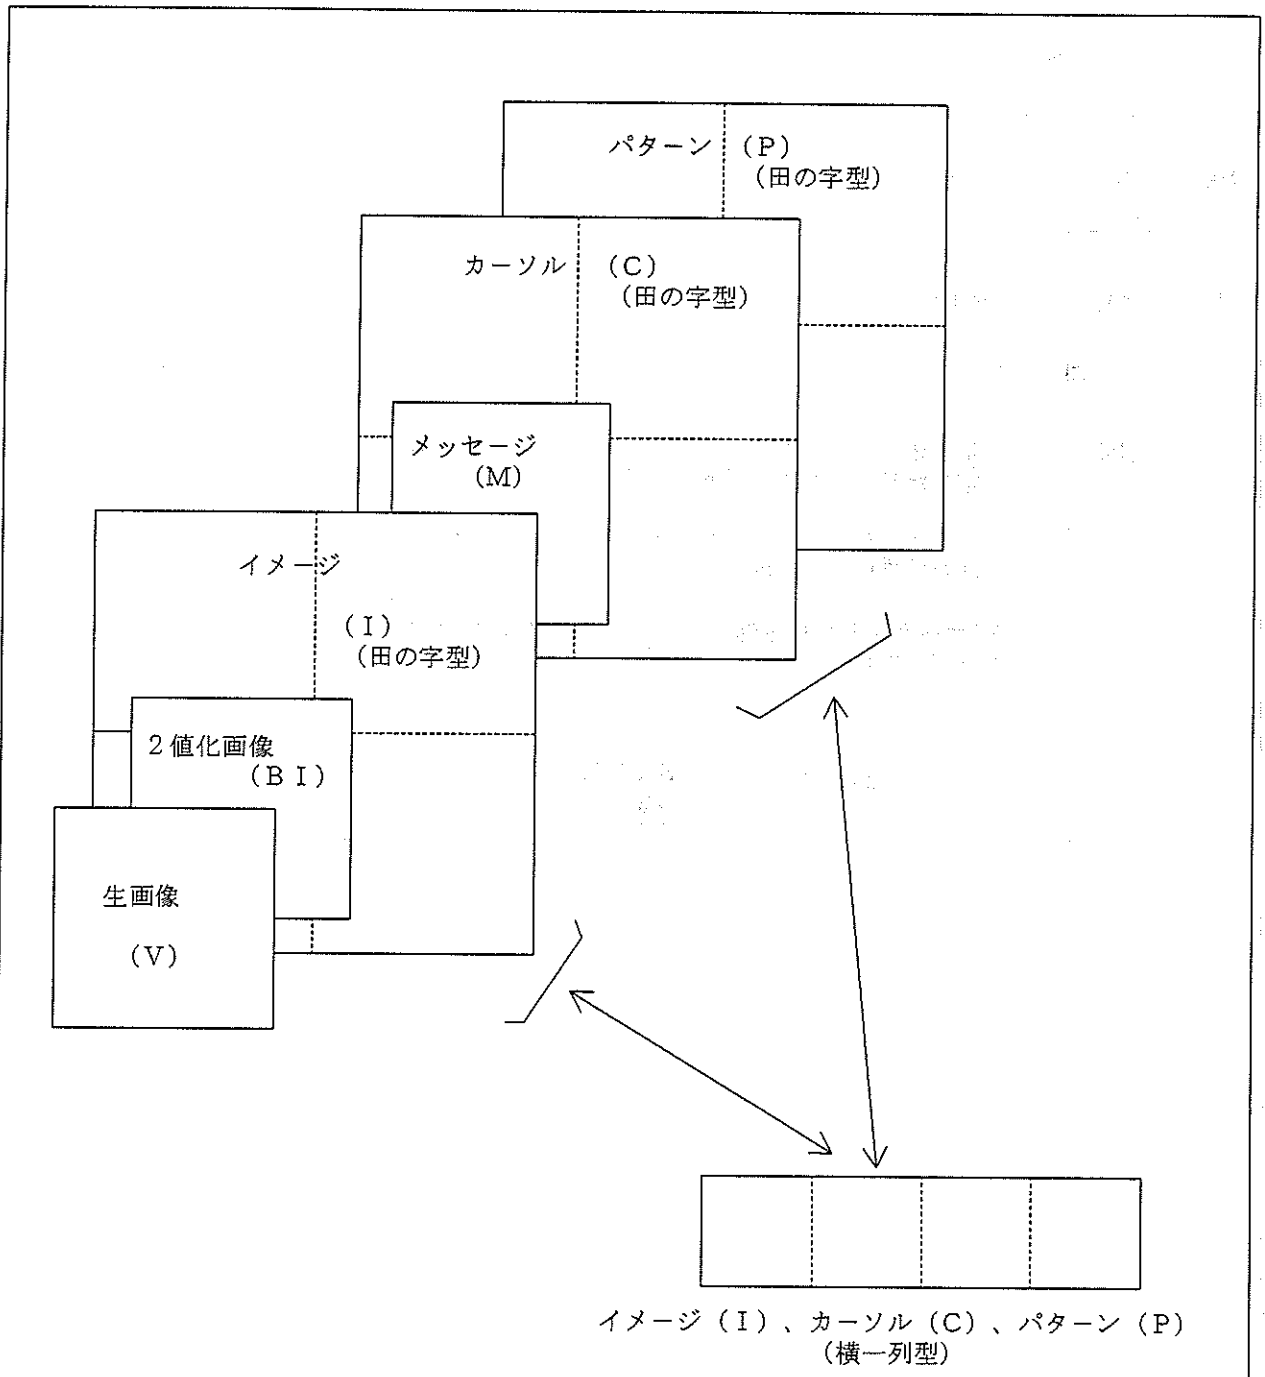 パターン（P）
（田の字型）
カーソル（C）
（田の字型）
メッセージ
（M）
イメージ
（I）
（田の字型）
2値化画像
（BI）
生画像
（V）
イメージ（I）、カーソル（C）、パターン（P）
（横一列型）